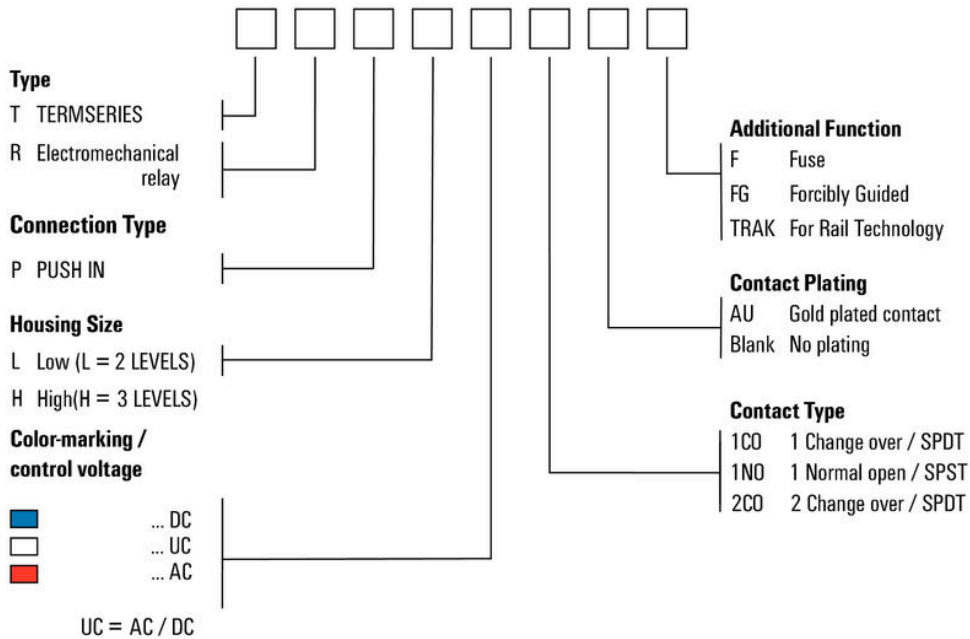 Type
T TERMSERIES
R Electromechanical
relay
Connection Type
P PUSH IN
Housing Size
L Low (L = 2 LEVELS)
H High(H = 3 LEVELS)
Color-marking /
control voltage
... DC
... UC
... AC
UC = AC / DC
Additional Function
F Fuse
FG Forcibly Guided
TRAK For Rail Technology
Contact Plating
AU Gold plated contact
Blank No plating
Contact Type
1CO 1 Change over / SPDT
1NO 1 Normal open / SPST
2CO 2 Change over / SPDT